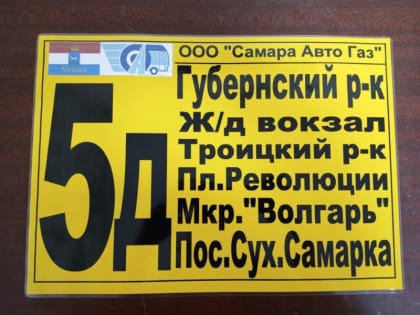 ООО "Самара Авто Газ"
5д
Губернский р-к
Ж/д вокзал
Троицкий р-к
Пл.Революции
Мкр."Волгарь"
Пос.Сух.Самарка